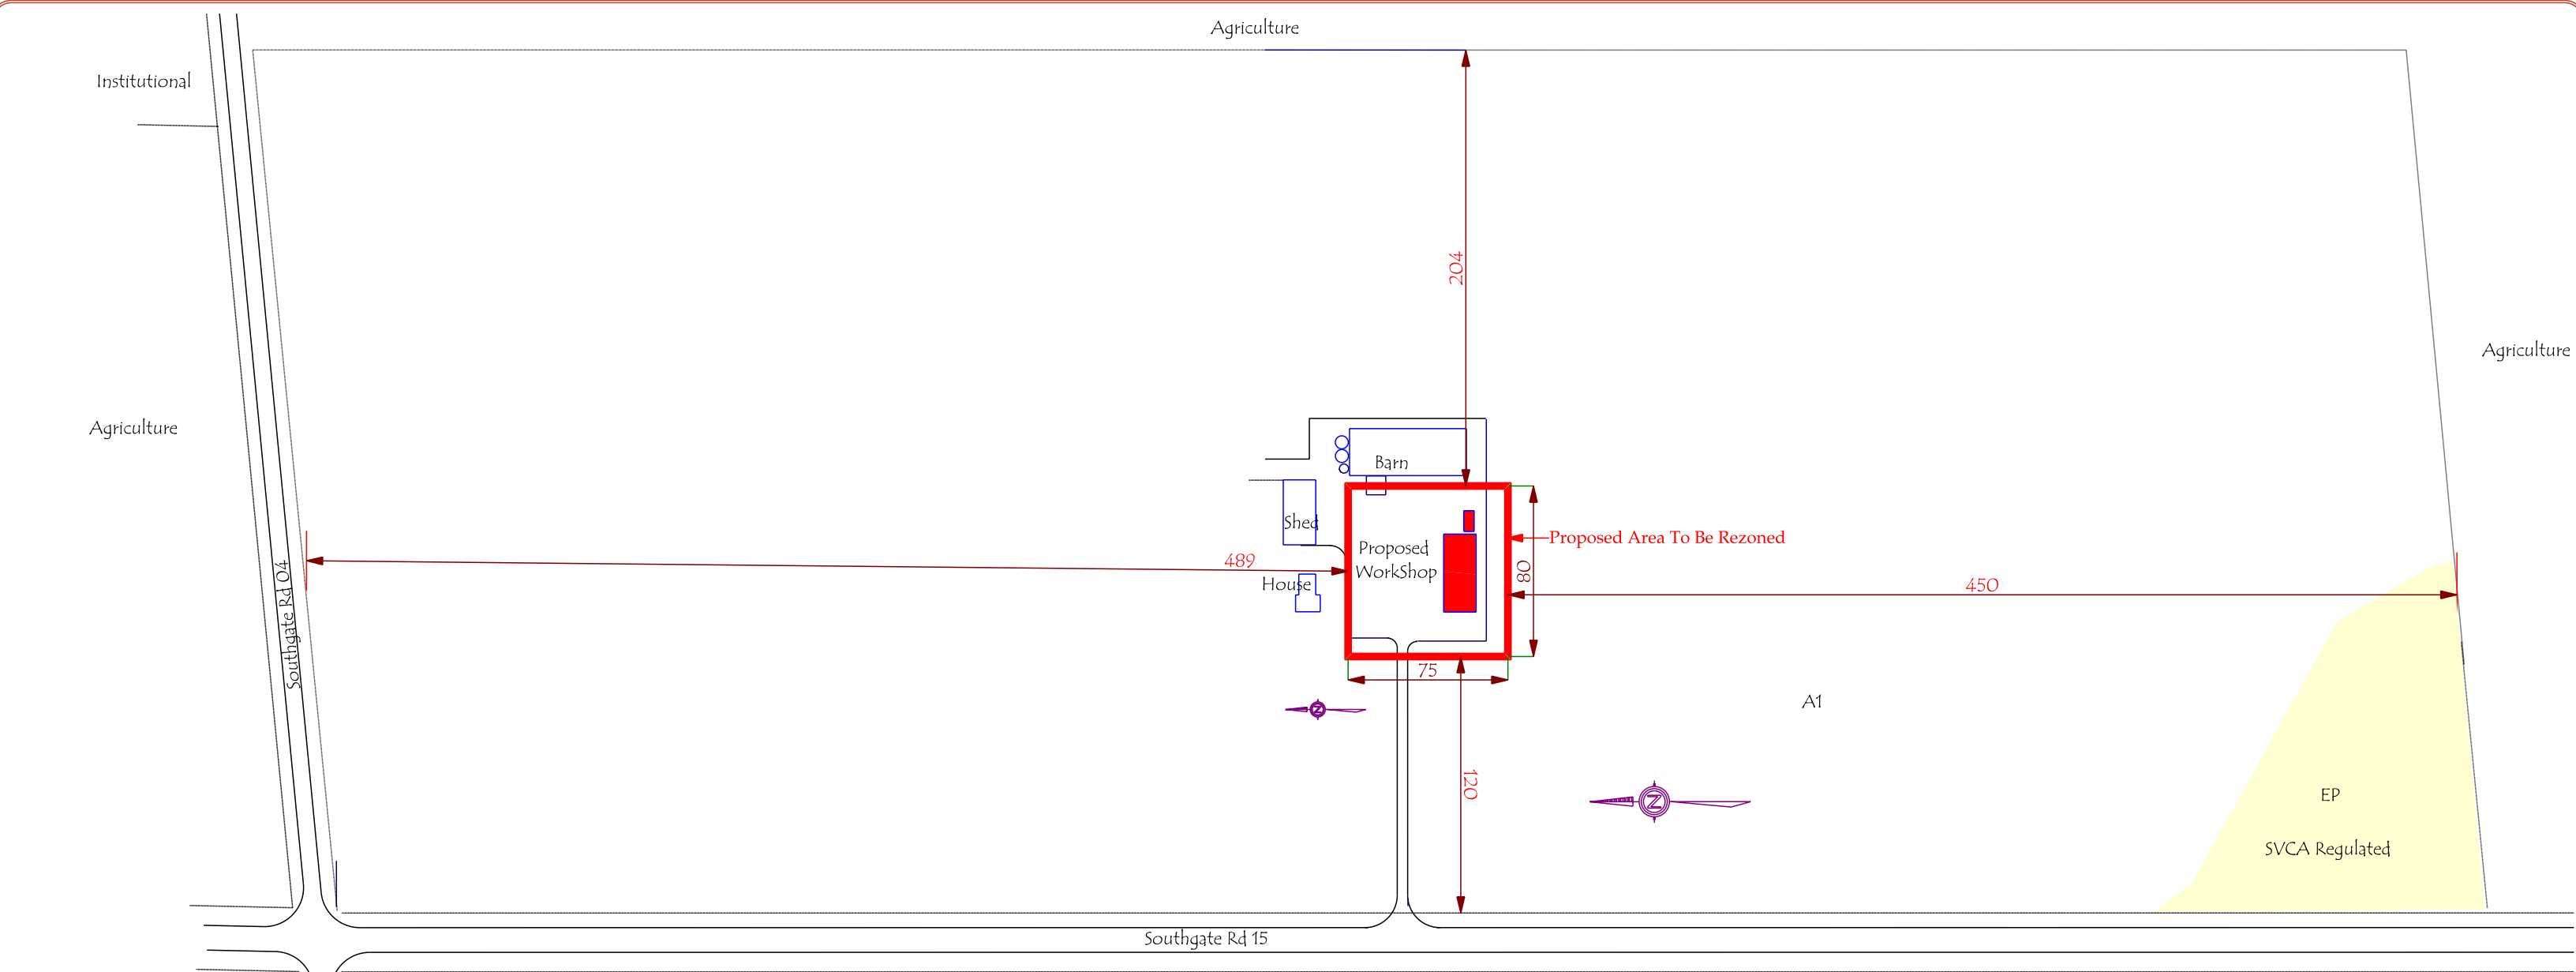 Agriculture
Institutional
204
Agriculture
Agriculture
Barn
Shed
Proposed
WorkShop
Proposed Area To Be Rezoned
489
House
80
450
Southgate Rd 04
75
A1
N
120
N
EP
SVCA Regulated
Southgate Rd 15